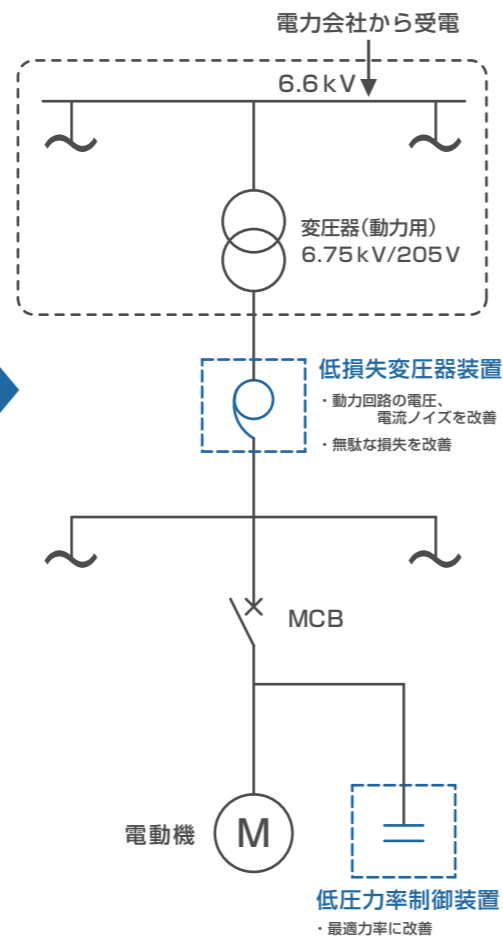 電力会社から受電
6.6kV
変圧器(動力用)
6.75kV/205V
低損失変圧器装置
・動力回路の電圧、
電流ノイズを改善
・無駄な損失を改善
MCB
電動機
M
低圧力率制御装置
・最適力率に改善